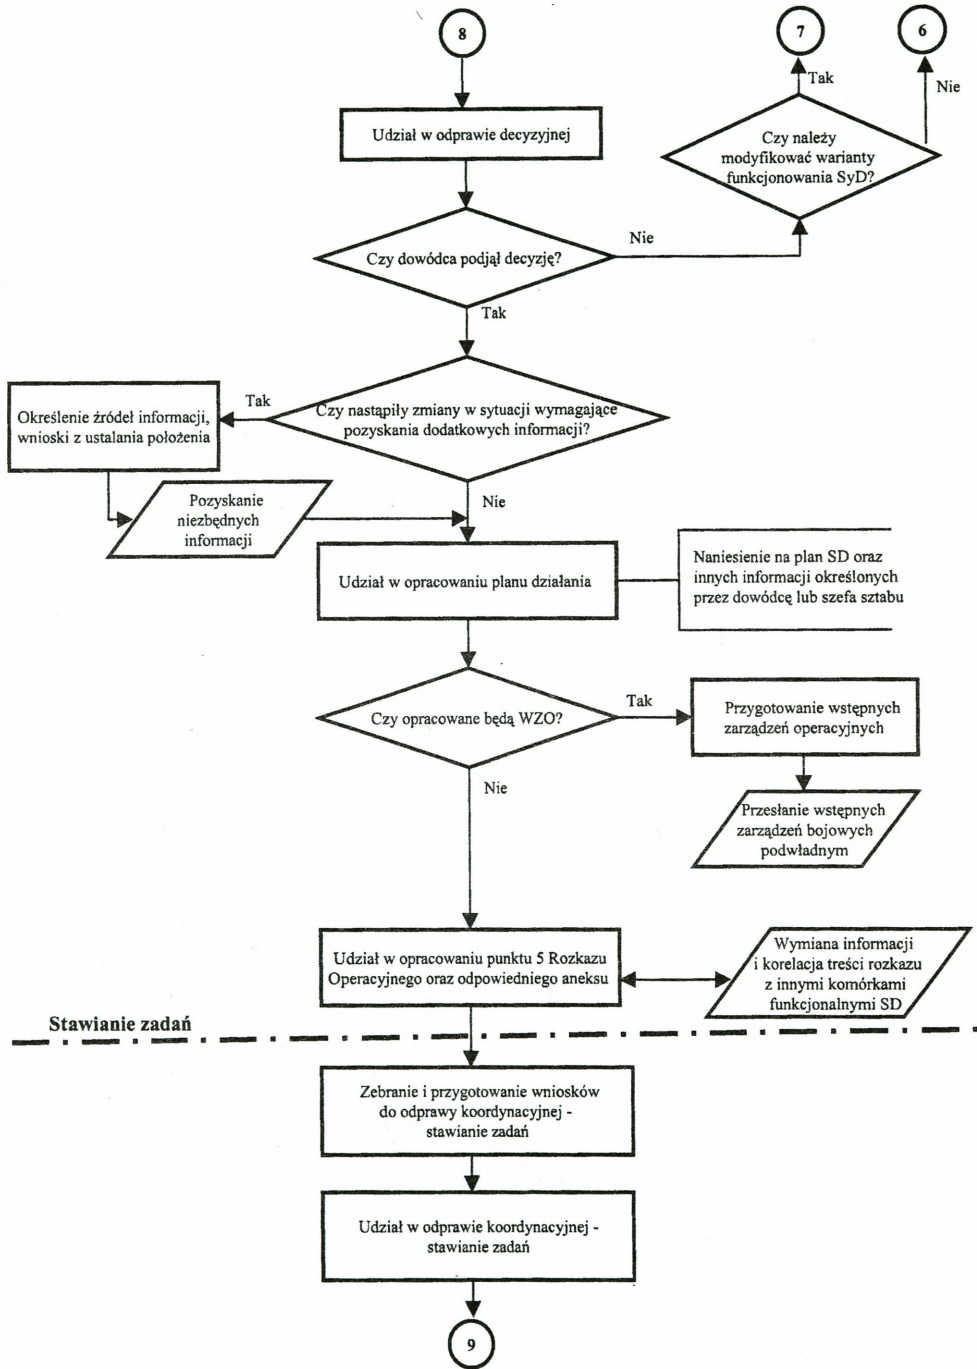 8
7
6
Tak
Nie
Udział w odprawie decyzyjnej
Czy należy
modyfikować warianty
funkcjonowania SyD?
Nie
Czy dowódca podjął decyzję?
Tak
Tak
Określenie źródeł informacji,
wnioski z ustalania położenia
Czy nastąpiły zmiany w sytuacji wymagające
pozyskania dodatkowych informacji?
Nie
Pozyskanie
niezbędnych
informacji
Udział w opracowaniu planu działania
Naniesienie na plan SD oraz
innych informacji określonych
przez dowódcę lub szefa sztabu
Czy opracowane będą WZO?
Tak
Przygotowanie wstępnych
zarządzeń operacyjnych
Nie
Przesłanie wstępnych
zarządzeń bojowych
podwładnym
Udział w opracowaniu punktu 5 Rozkazu
Operacyjnego oraz odpowiedniego aneksu
Wymiana informacji
i korelacja treści rozkazu
z innymi komórkami
funkcjonalnymi SD
Stawianie zadań
Zebranie i przygotowanie wniosków
do odprawy koordynacyjnej -
stawianie zadań
Udział w odprawie koordynacyjnej -
stawianie zadań
9